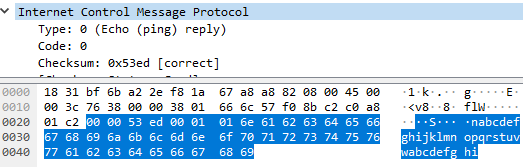 Internet Control Message Protocol
Type: 0 (Echo (ping) reply)
Code: 0
Checksum: 0x53ed [correct]
0000 18 31 bf 6b a2 2e f8 1a 67 a8 a8 82 08 00 45 00 ·1·k·.·· g·····E·
0010 00 3c 76 38 00 00 38 01 66 6c 57 f0 8b c2 c0 a8 ·<v8··8· flW·····
0020 01 c2 00 00 53 ed 00 01 01 6e 61 62 63 64 65 66 ····S··· ·nabcdef
0030 67 68 69 6a 6b 6c 6d 6e 6f 70 71 72 73 74 75 76 ghijklmn opqrstuv
0040 77 61 62 63 64 65 66 67 68 69 wabcdefg hi